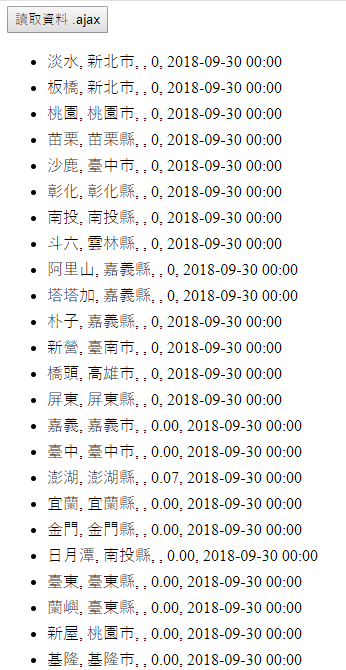 讀取資料 .ajax
淡水, 新北市, , 0, 2018-09-30 00:00
板橋, 新北市, , 0, 2018-09-30 00:00
桃園, 桃園市, , 0, 2018-09-30 00:00
苗栗, 苗栗縣, , 0, 2018-09-30 00:00
沙鹿, 臺中市, , 0, 2018-09-30 00:00
彰化, 彰化縣, , 0, 2018-09-30 00:00
南投, 南投縣, , 0, 2018-09-30 00:00
斗六, 雲林縣, , 0, 2018-09-30 00:00
阿里山, 嘉義縣, , 0, 2018-09-30 00:00
塔塔加, 嘉義縣, , 0, 2018-09-30 00:00
朴子, 嘉義縣, , 0, 2018-09-30 00:00
新營, 臺南市, , 0, 2018-09-30 00:00
橋頭, 高雄市, , 0, 2018-09-30 00:00
屏東, 屏東縣, , 0, 2018-09-30 00:00
嘉義, 嘉義市, , 0.00, 2018-09-30 00:00
臺中, 臺中市, , 0.00, 2018-09-30 00:00
澎湖, 澎湖縣, , 0.07, 2018-09-30 00:00
宜蘭, 宜蘭縣, , 0.00, 2018-09-30 00:00
金門, 金門縣, , 0.00, 2018-09-30 00:00
日月潭, 南投縣, , 0.00, 2018-09-30 00:00
臺東, 臺東縣, , 0.00, 2018-09-30 00:00
蘭嶼, 臺東縣, , 0.00, 2018-09-30 00:00
新屋, 桃園市, , 0.00, 2018-09-30 00:00
基隆, 基隆市, , 0.00, 2018-09-30 00:00